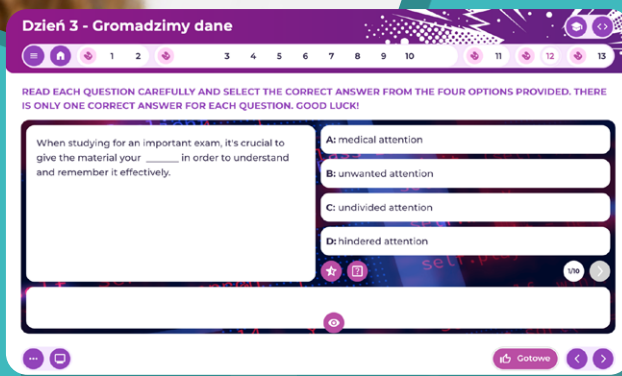 Dzień 3 - Gromadzimy dane
1 2 3 4 5 6 7 8 9 10 11 12 13
READ EACH QUESTION CAREFULLY AND SELECT THE CORRECT ANSWER FROM THE FOUR OPTIONS PROVIDED. THERE
IS ONLY ONE CORRECT ANSWER FOR EACH QUESTION. GOOD LUCK!
When studying for an important exam, it's crucial to
give the material your _______ in order to understand
and remember it effectively.
A: medical attention
B: unwanted attention
C: undivided attention
D: hindered attention
1/10
Gotowe